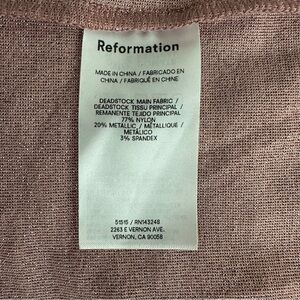 Reformation
MADE IN CHINA / FABRICADO EN
CHINA / FABRIQUÉ EN CHINE
DEADSTOCK MAIN FABRIC /
DEADSTOCK TISSU PRINCIPAL /
REMANENTE TEJIDO PRINCIPAL
77% NYLON
20% METALLIC / MÉTALLIQUE /
METÁLICO
3% SPANDEX
51515 / RN143248
2263 E VERNON AVE.
VERNON, CA 90058